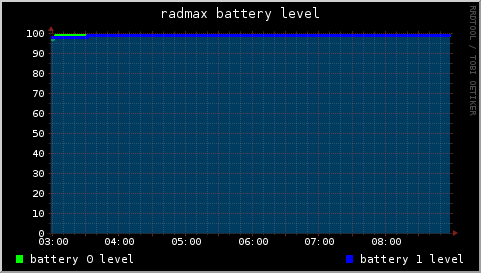 radmax battery level
RRDTOOL / TOBI OETIKER
100
90
80
70
60
50
40
30
20
10
0
03:00 04:00 05:00 06:00 07:00 08:00
battery 0 level battery 1 level